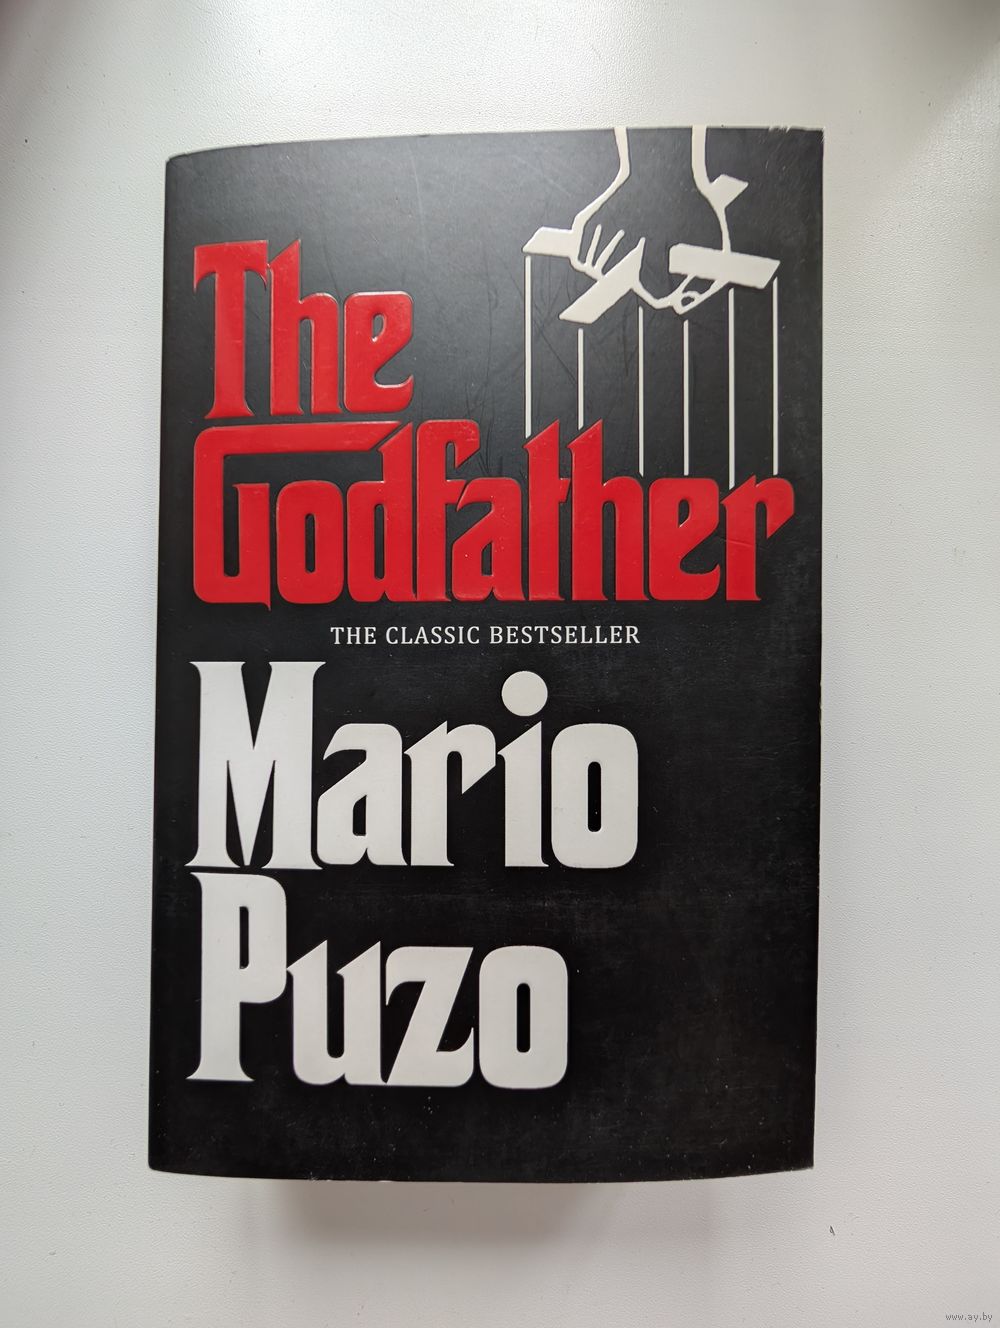 The
Godfather
THE CLASSIC BESTSELLER
Mario
Puzo
www.ay.by